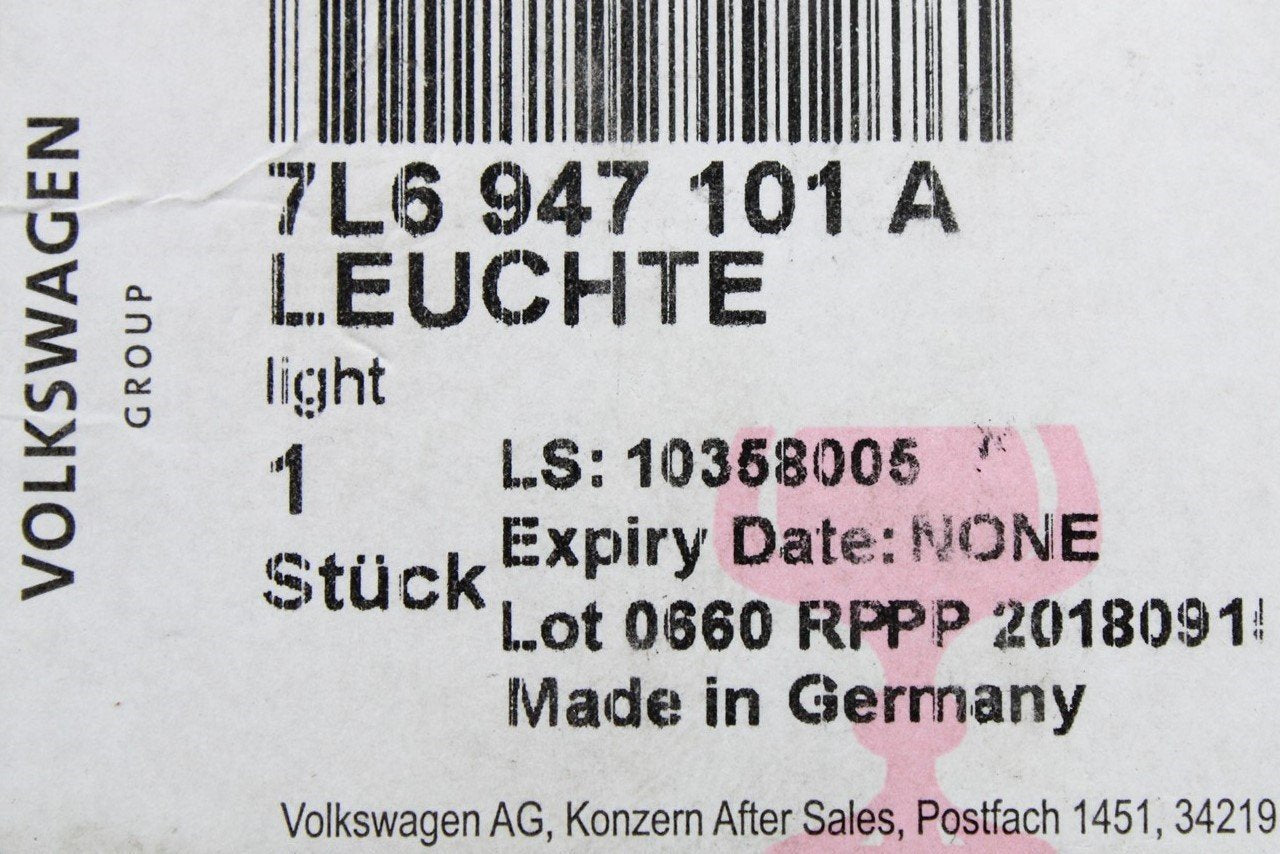 VOLKSWAGEN
GROUP
7L6 947 101 A
LEUCHTE
light
1
Stück
LS: 10358005
Expiry Date: NONE
Lot 0660 RPPP 2018091
Made in Germany
Volkswagen AG, Konzern After Sales, Postfach 1451, 34219